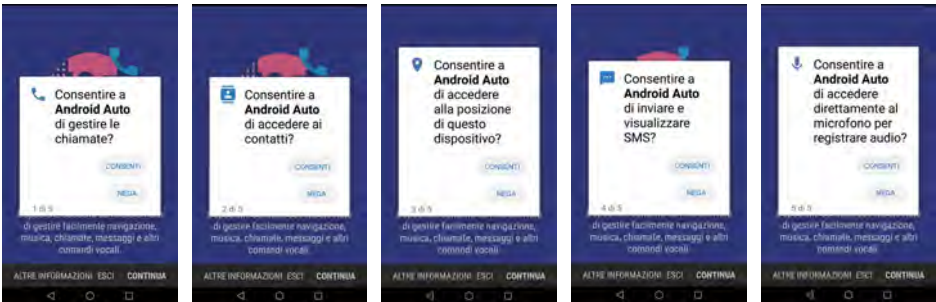 Consentire a
Android Auto
di gestire le
chiamate?
CONSENTI
NEGA
1 di 5
di gestire facilmente navigazione,
musica, chiamate, messaggi e altri
comandi vocali.
ALTRE INFORMAZIONI ESCI CONTINUA
Consentire a
Android Auto
di accedere ai
contatti?
CONSENTI
NEGA
2 di 5
di gestire facilmente navigazione,
musica, chiamate, messaggi e altri
comandi vocali.
ALTRE INFORMAZIONI ESCI CONTINUA
Consentire a
Android Auto
di accedere
alla posizione
di questo
dispositivo?
CONSENTI
NEGA
3 di 5
di gestire facilmente navigazione,
musica, chiamate, messaggi e altri
comandi vocali.
ALTRE INFORMAZIONI ESCI CONTINUA
Consentire a
Android Auto
di inviare e
visualizzare
SMS?
CONSENTI
NEGA
4 di 5
di gestire facilmente navigazione,
musica, chiamate, messaggi e altri
comandi vocali.
ALTRE INFORMAZIONI ESCI CONTINUA
Consentire a
Android Auto
di accedere
direttamente al
microfono per
registrare audio?
CONSENTI
NEGA
5 di 5
di gestire facilmente navigazione,
musica, chiamate, messaggi e altri
comandi vocali.
ALTRE INFORMAZIONI ESCI CONTINUA